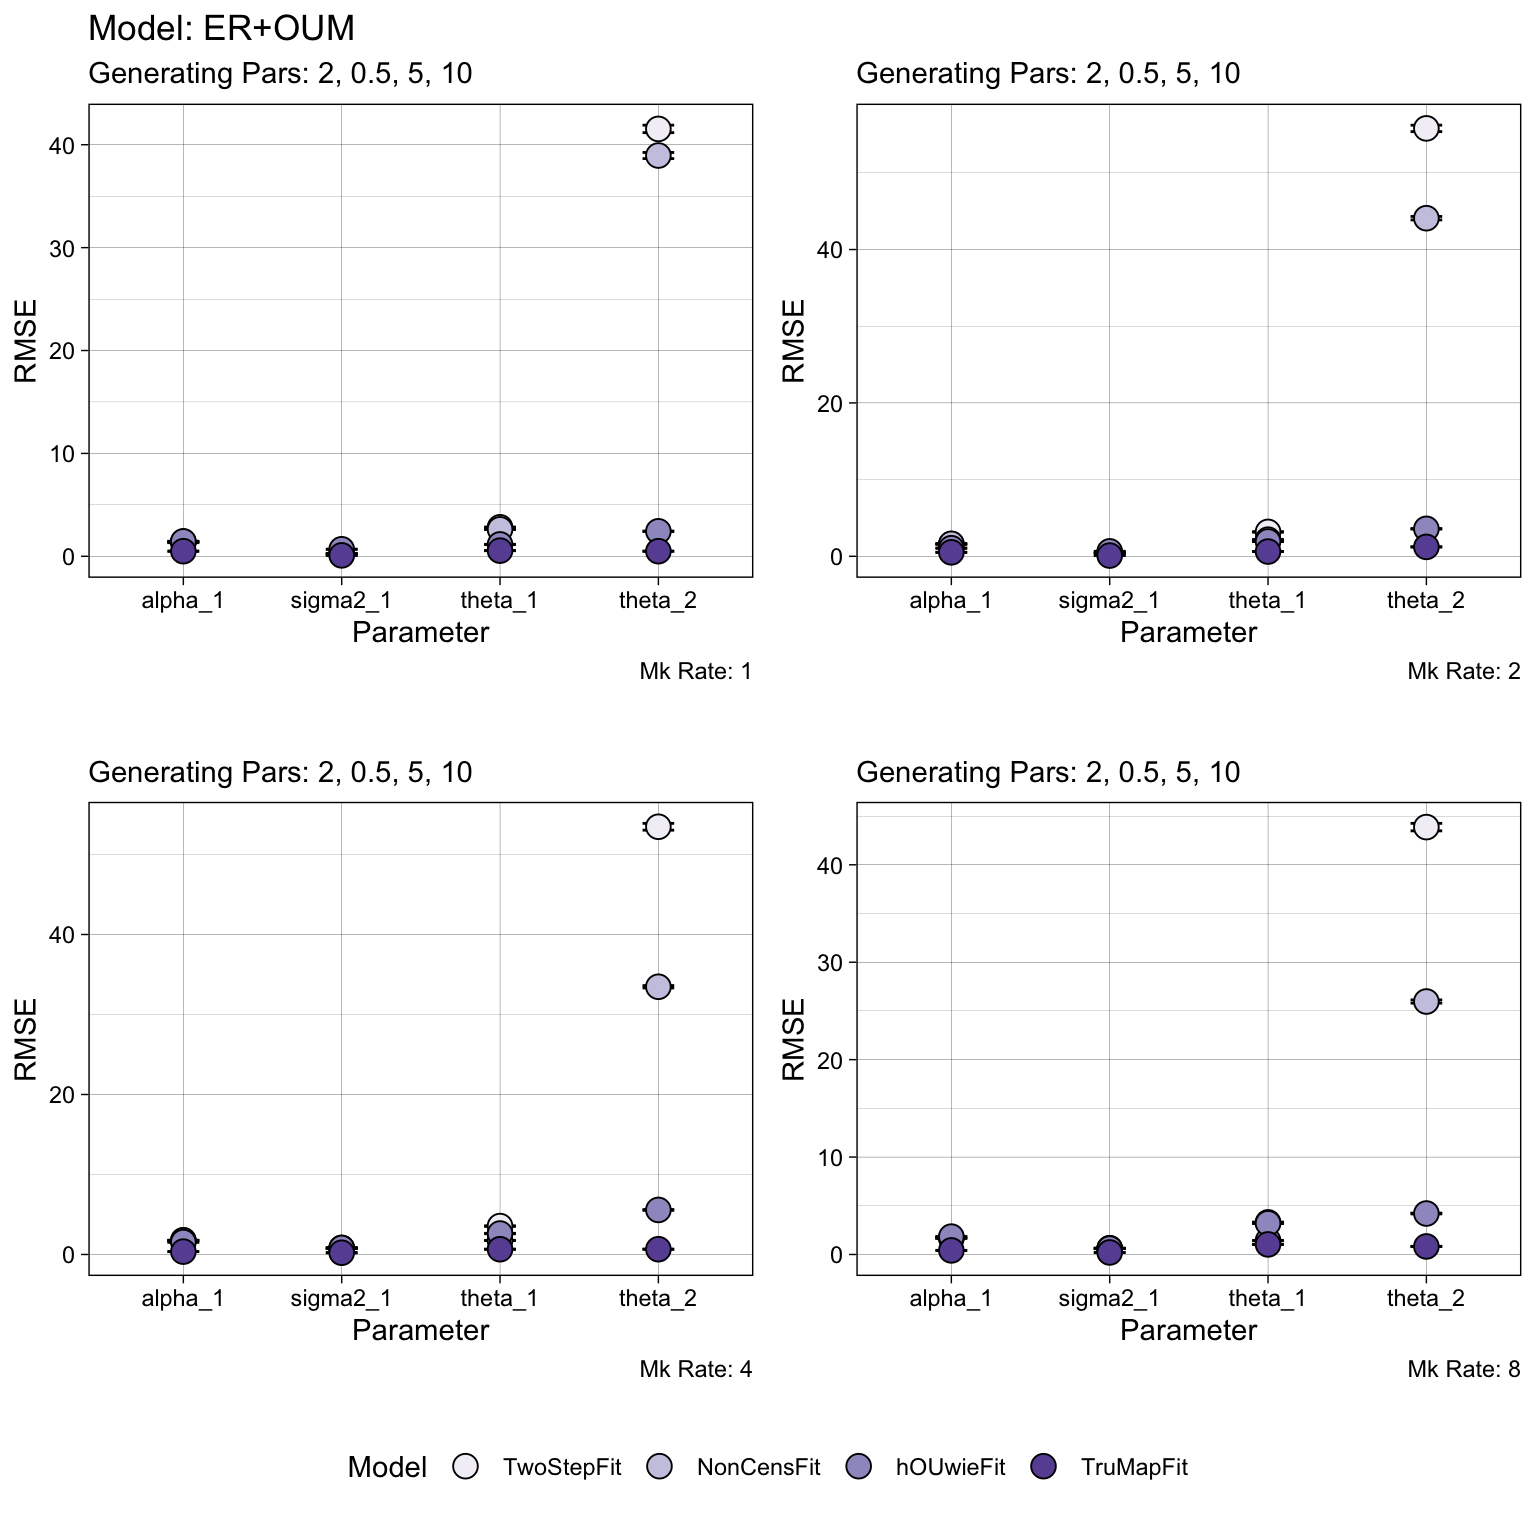 Model: ER+OUM
Generating Pars: 2, 0.5, 5, 10
RMSE
40
30
20
10
0
alpha_1 sigma2_1 theta_1 theta_2
Parameter
Mk Rate: 1
Generating Pars: 2, 0.5, 5, 10
RMSE
40
20
0
alpha_1 sigma2_1 theta_1 theta_2
Parameter
Mk Rate: 2
Generating Pars: 2, 0.5, 5, 10
RMSE
40
20
0
alpha_1 sigma2_1 theta_1 theta_2
Parameter
Mk Rate: 4
Generating Pars: 2, 0.5, 5, 10
RMSE
40
30
20
10
0
alpha_1 sigma2_1 theta_1 theta_2
Parameter
Mk Rate: 8
Model TwoStepFit NonCensFit hOUwieFit TruMapFit